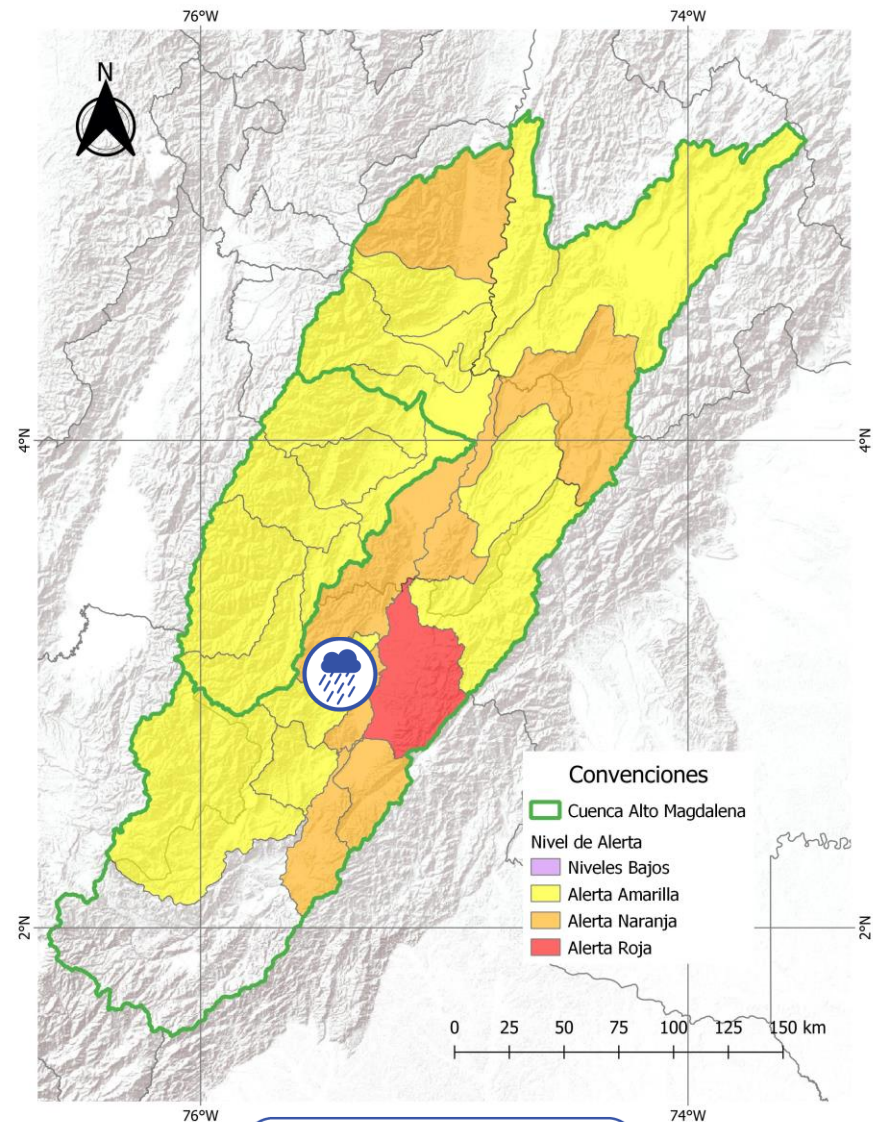 76°W
74°W
N
4°N
4°N
Convenciones
Cuenca Alto Magdalena
Nivel de Alerta
Niveles Bajos
Alerta Amarilla
Alerta Naranja
Alerta Roja
2°N
2°N
0 25 50 75 100 125 150 km
76°W
74°W